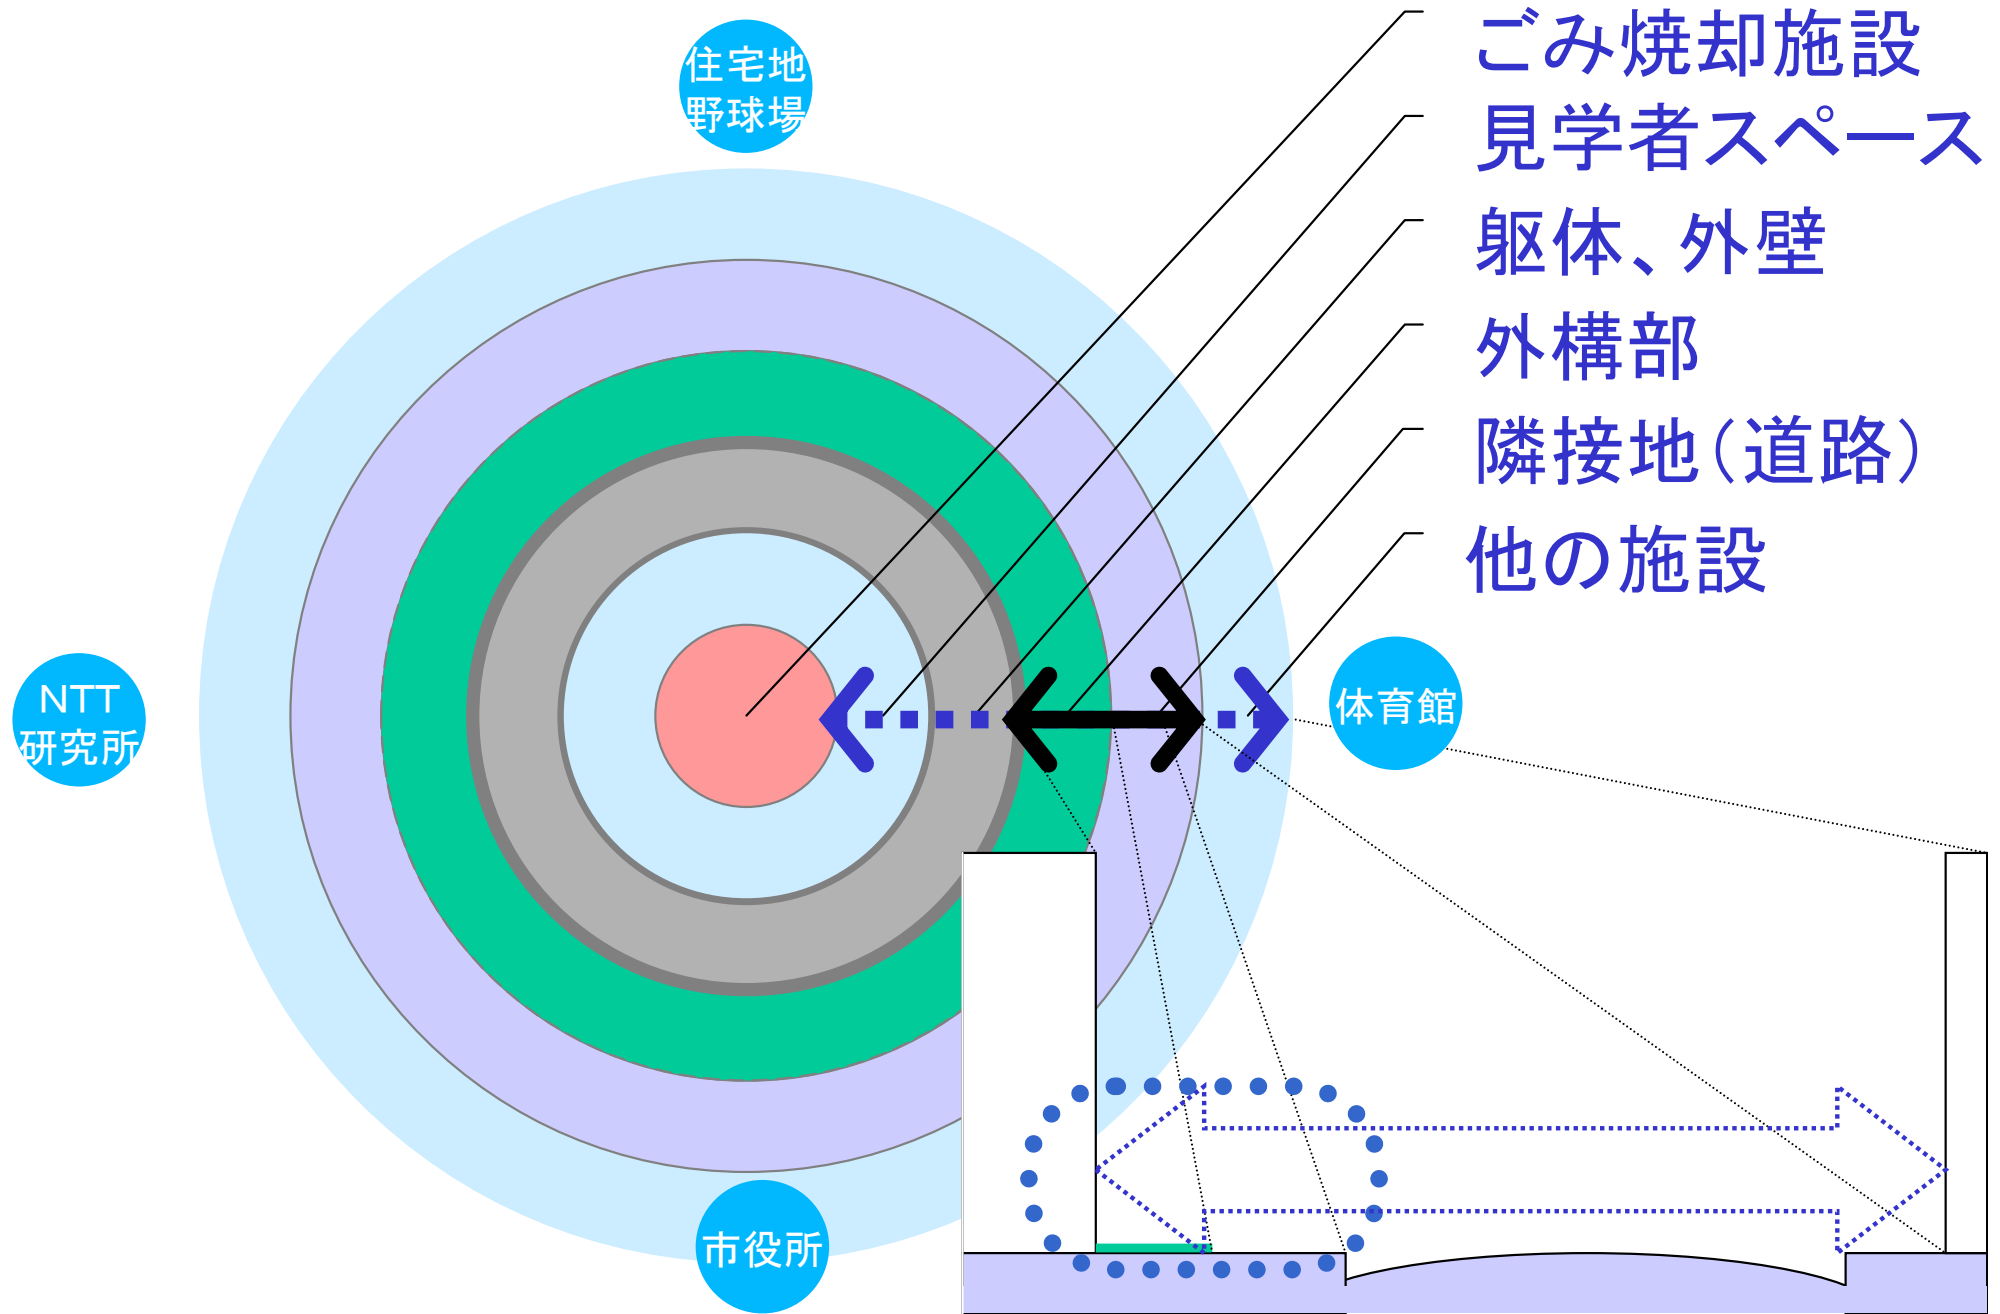 住宅地
野球場
ごみ焼却施設
見学者スペース
躯体、外壁
外構部
隣接地（道路）
他の施設
NTT
研究所
体育館
市役所